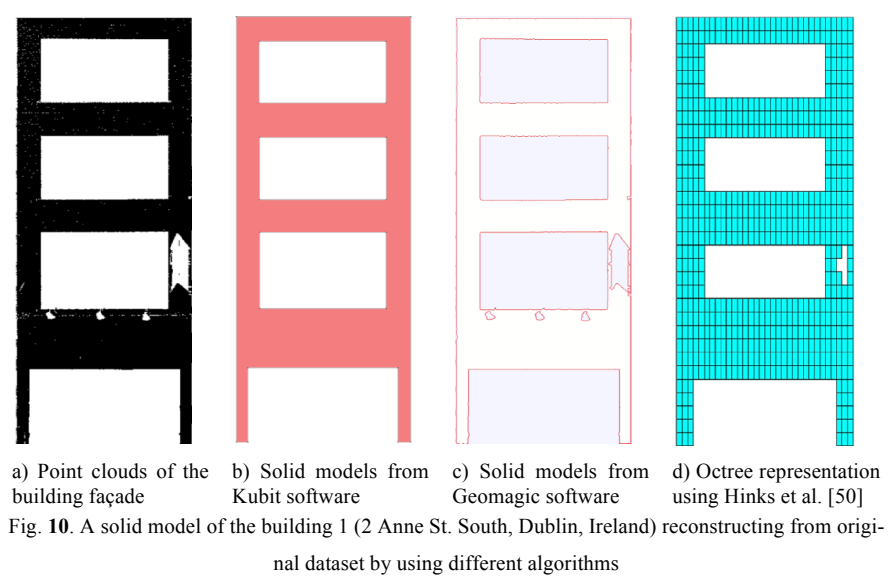 a) Point clouds of the
building façade
b) Solid models from
Kubit software
c) Solid models from
Geomagic software
d) Octree representation
using Hinks et al. [50]
Fig. 10. A solid model of the building 1 (2 Anne St. South, Dublin, Ireland) reconstructing from origi-
nal dataset by using different algorithms